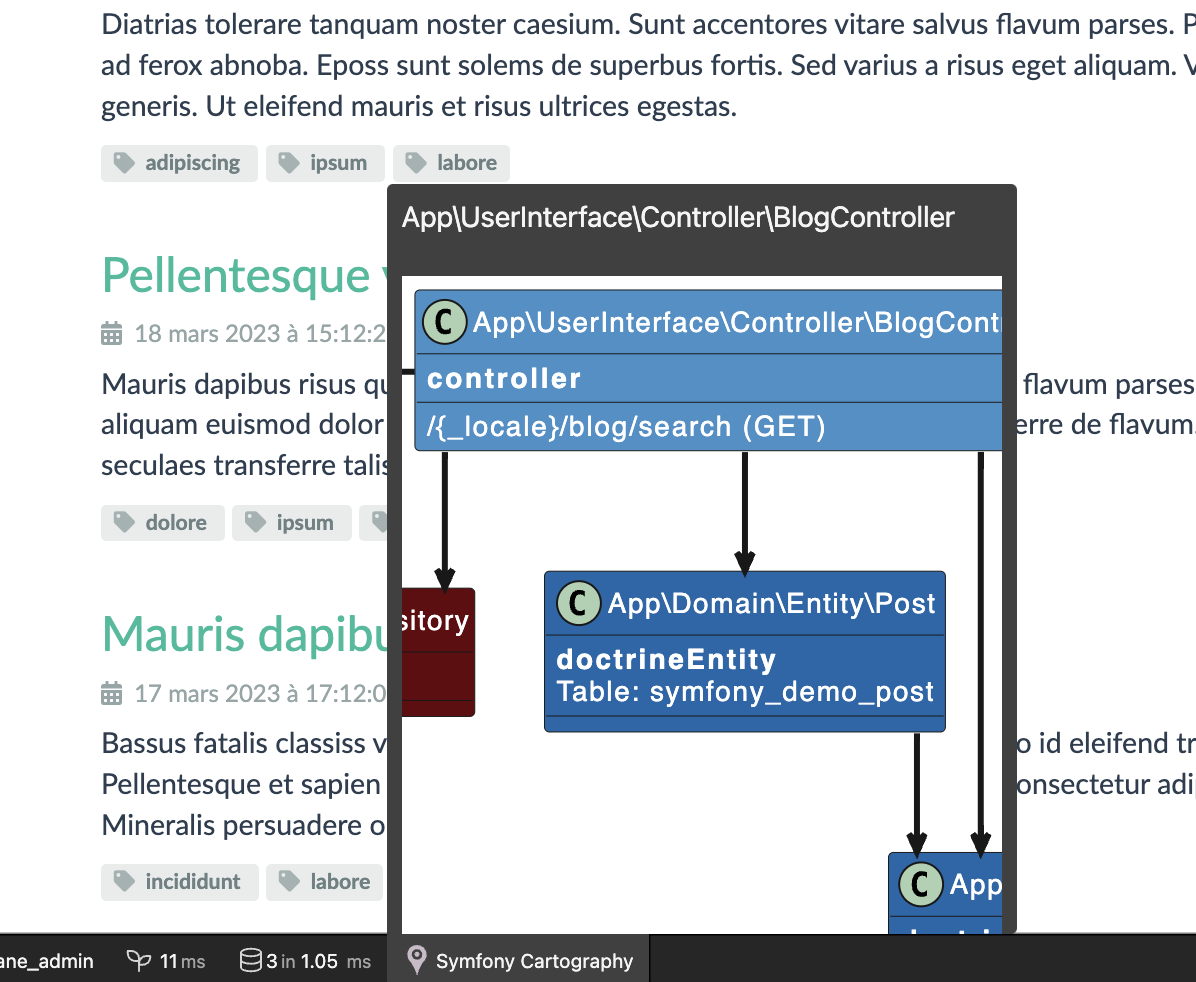 Diatrias tolerare tanquam noster caesium. Sunt accentores vitare salvus flavum parses.
ad ferox abnoba. Eposs sunt solems de superbus fortis. Sed varius a risus eget aliquam.
generis. Ut eleifend mauris et risus ultrices egestas.
adipiscing ipsum labore
App\UserInterface\Controller\BlogController
Pellentesque
18 mars 2023 à 15:12:2
C App\UserInterface\Controller\BlogCont
Mauris dapibus risus qu
controller
flavum parses
aliquam euismod dolor
/{_locale}/blog/search (GET)
erre de flavum.
seculaes transferre talis
dolore ipsum
C App\Domain\Entity\Post
sitory
Mauris dapibu
doctrineEntity
Table: symfony_demo_post
17 mars 2023 à 17:12:0
Bassus fatalis classiss v
o id eleifend tr
Pellentesque et sapien
onsectetur adi
Mineralis persuadere o
incididunt labore
C App
ane_admin 11 ms 3 in 1.05 ms Symfony Cartography